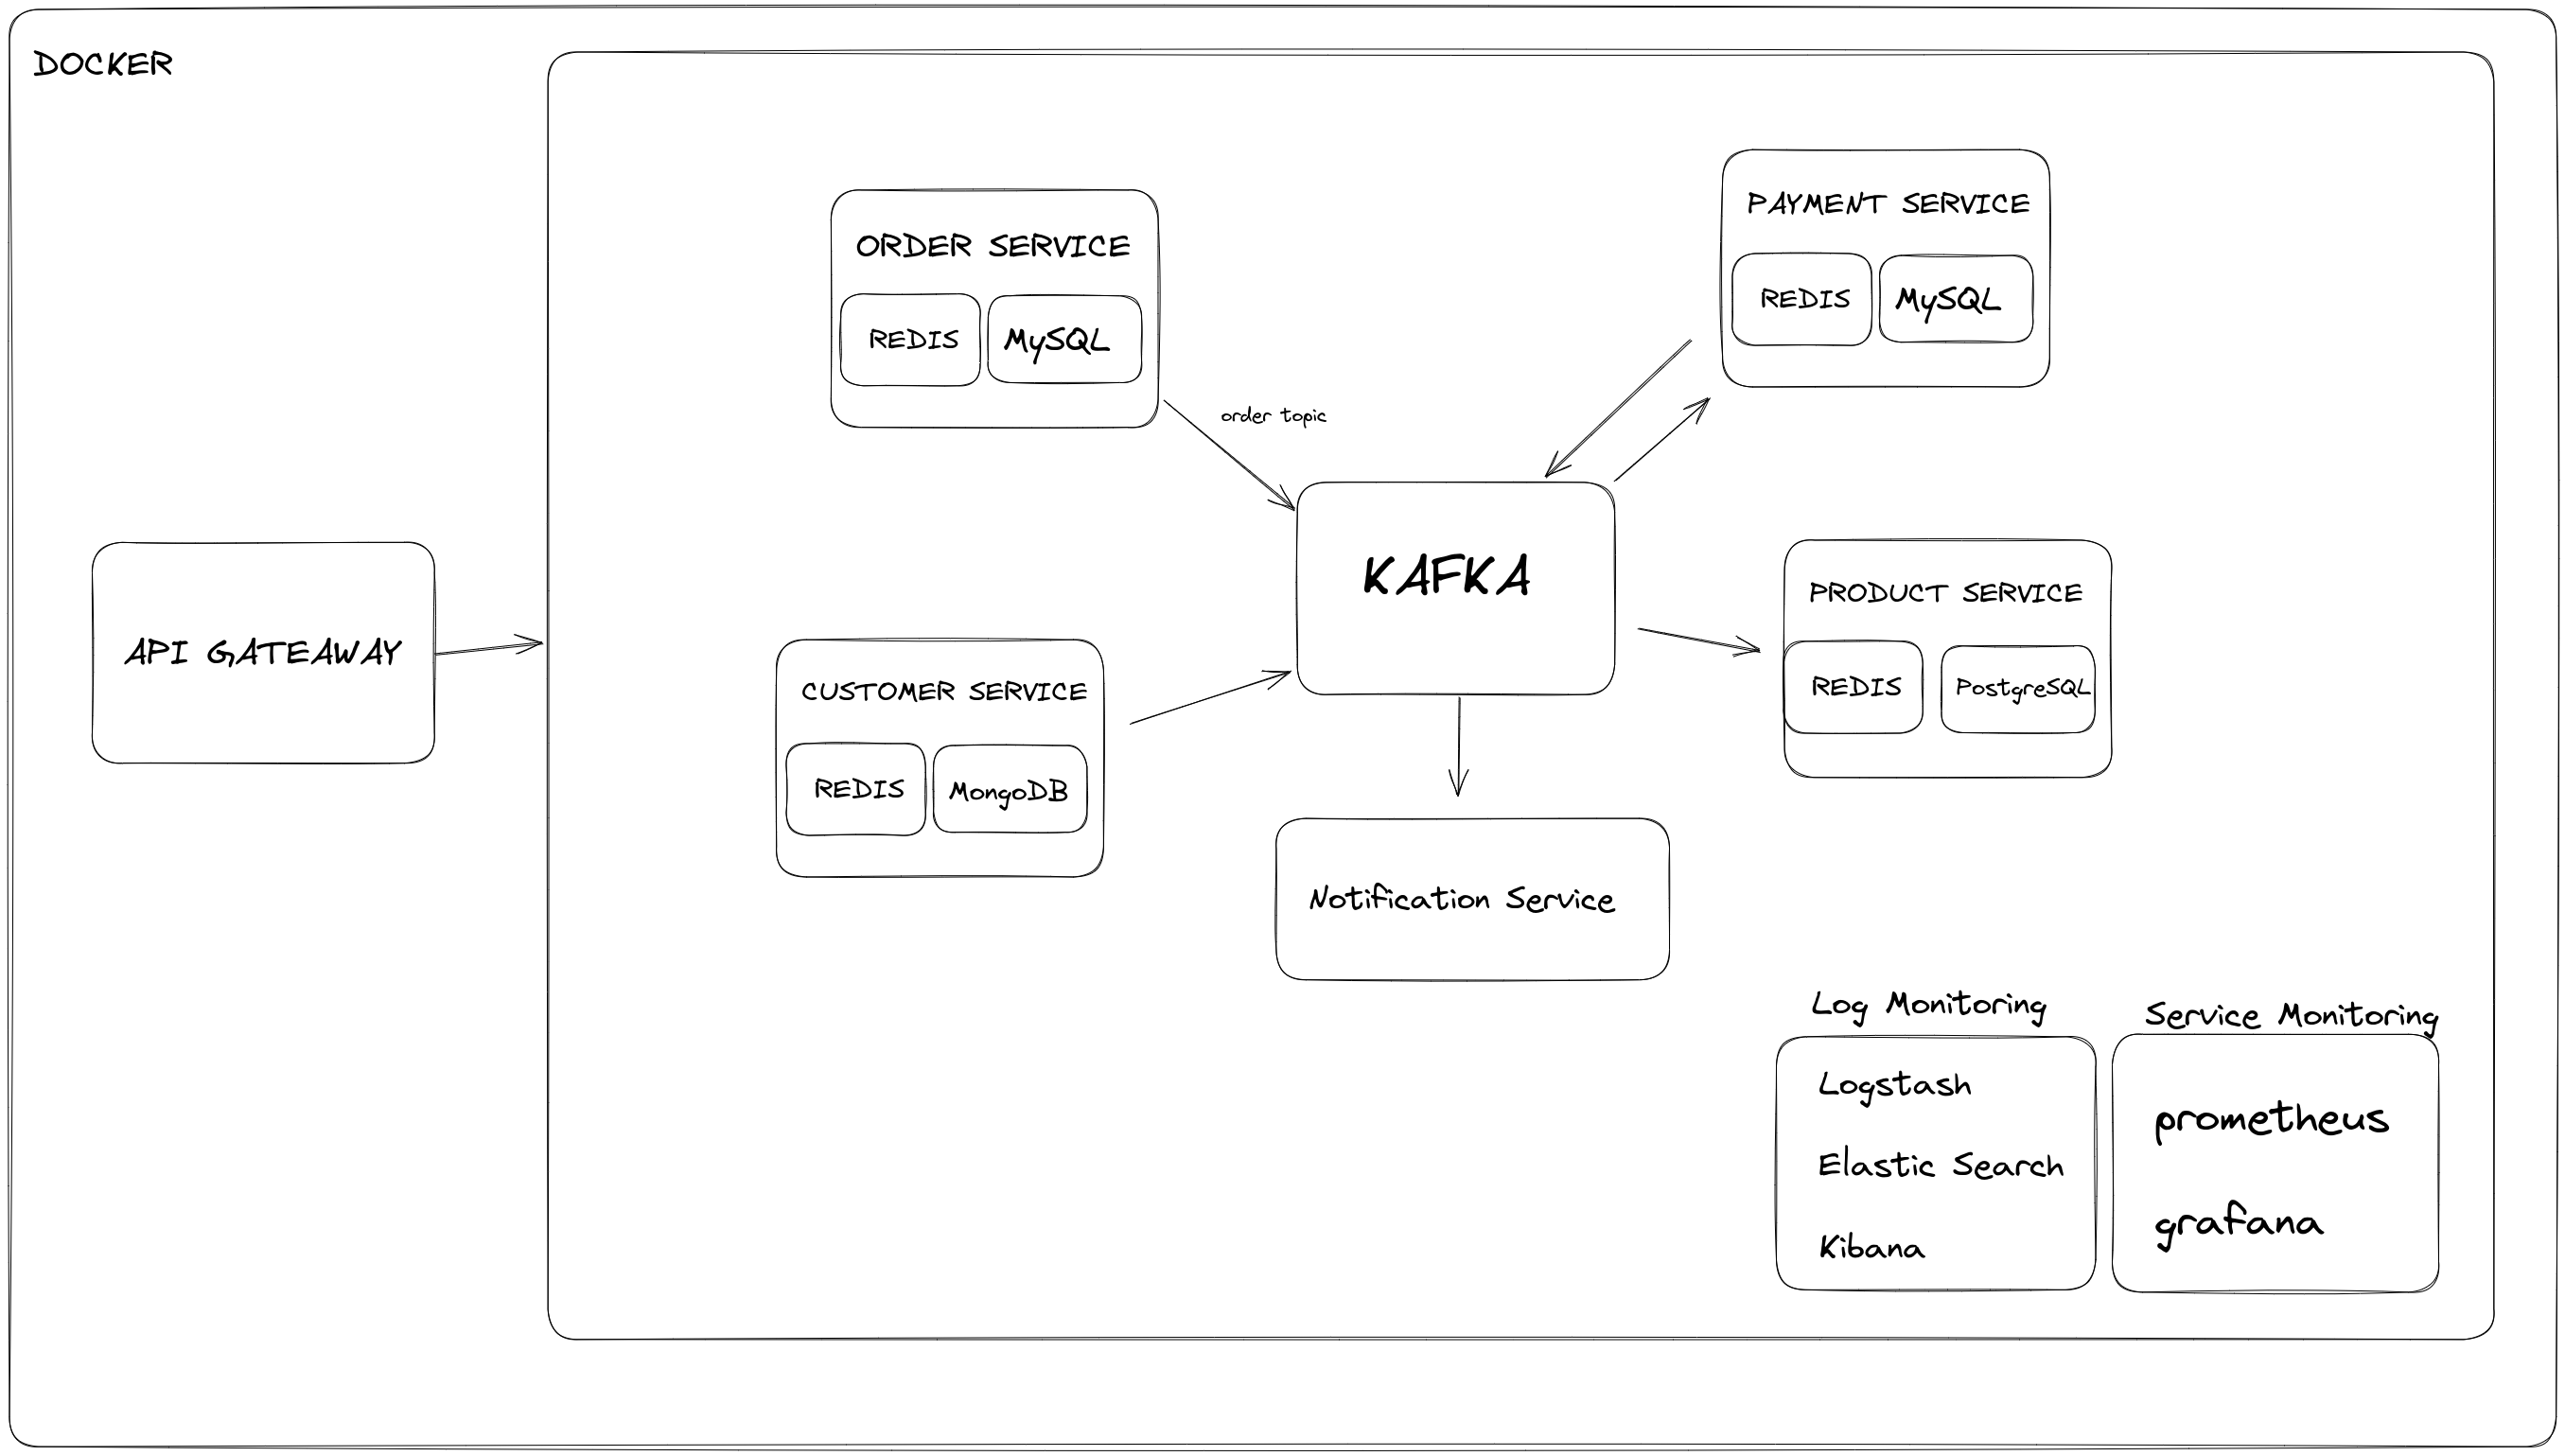 DOCKER
ORDER SERVICE
REDIS
MySQL
order topic
PAYMENT SERVICE
REDIS
MySQL
API GATEAWAY
KAFKA
PRODUCT SERVICE
REDIS
PostgreSQL
CUSTOMER SERVICE
REDIS
MongoDB
Notification Service
Log Monitoring
Logstash
Elastic Search
Kibana
Service Monitoring
prometheus
grafana